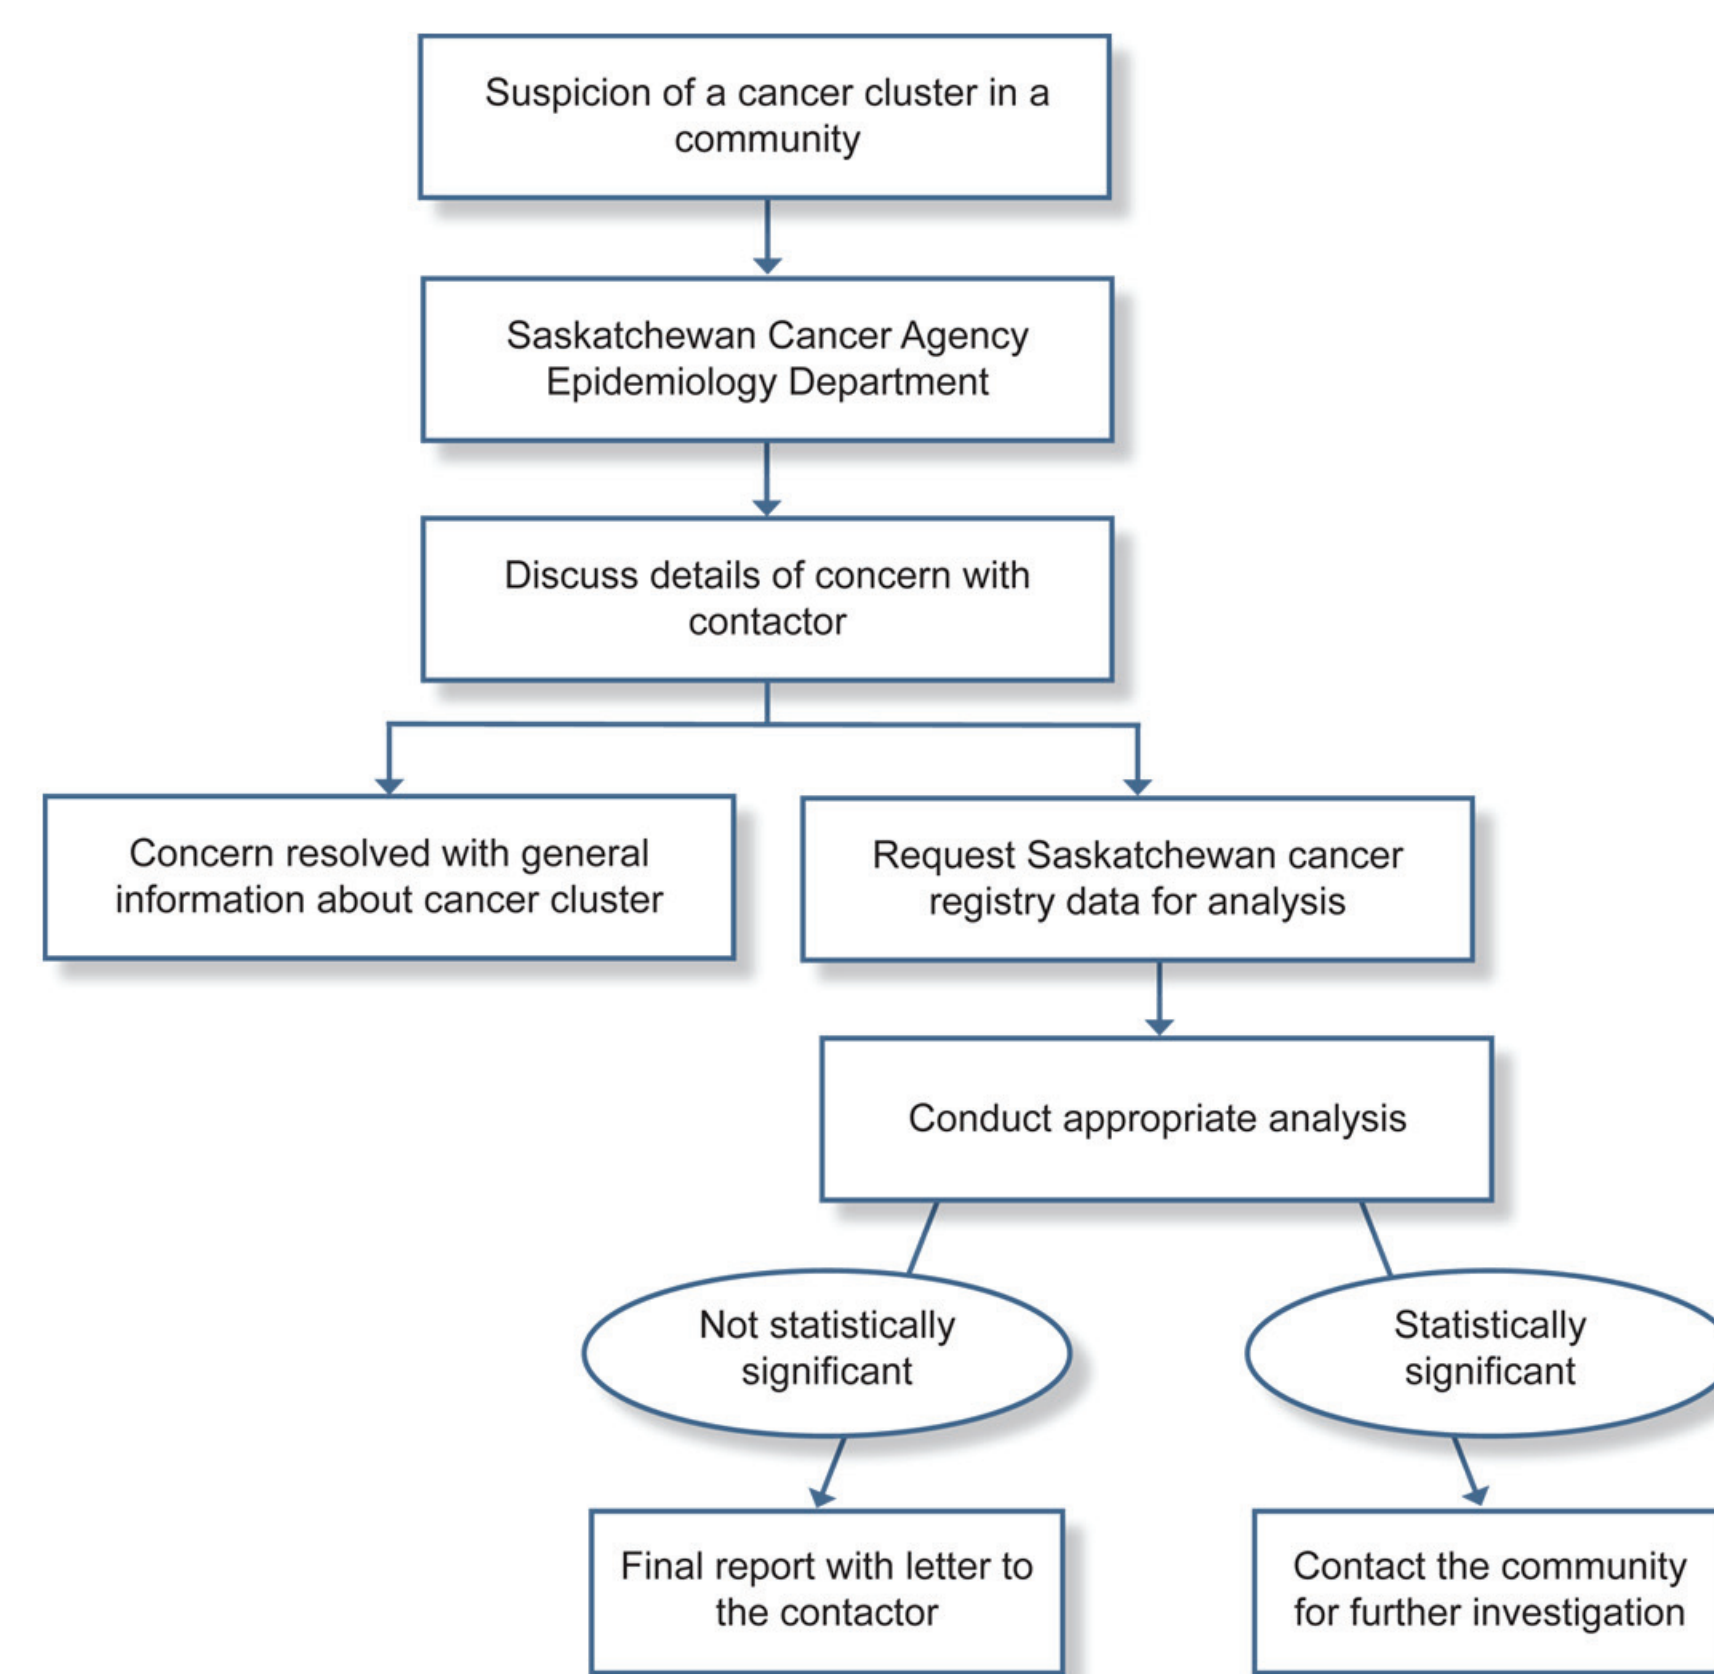 Suspicion of a cancer cluster in a
community
Saskatchewan Cancer Agency
Epidemiology Department
Discuss details of concern with
contactor
Concern resolved with general
information about cancer cluster
Request Saskatchewan cancer
registry data for analysis
Conduct appropriate analysis
Not statistically
significant
Statistically
significant
Final report with letter to
the contactor
Contact the community
for further investigation